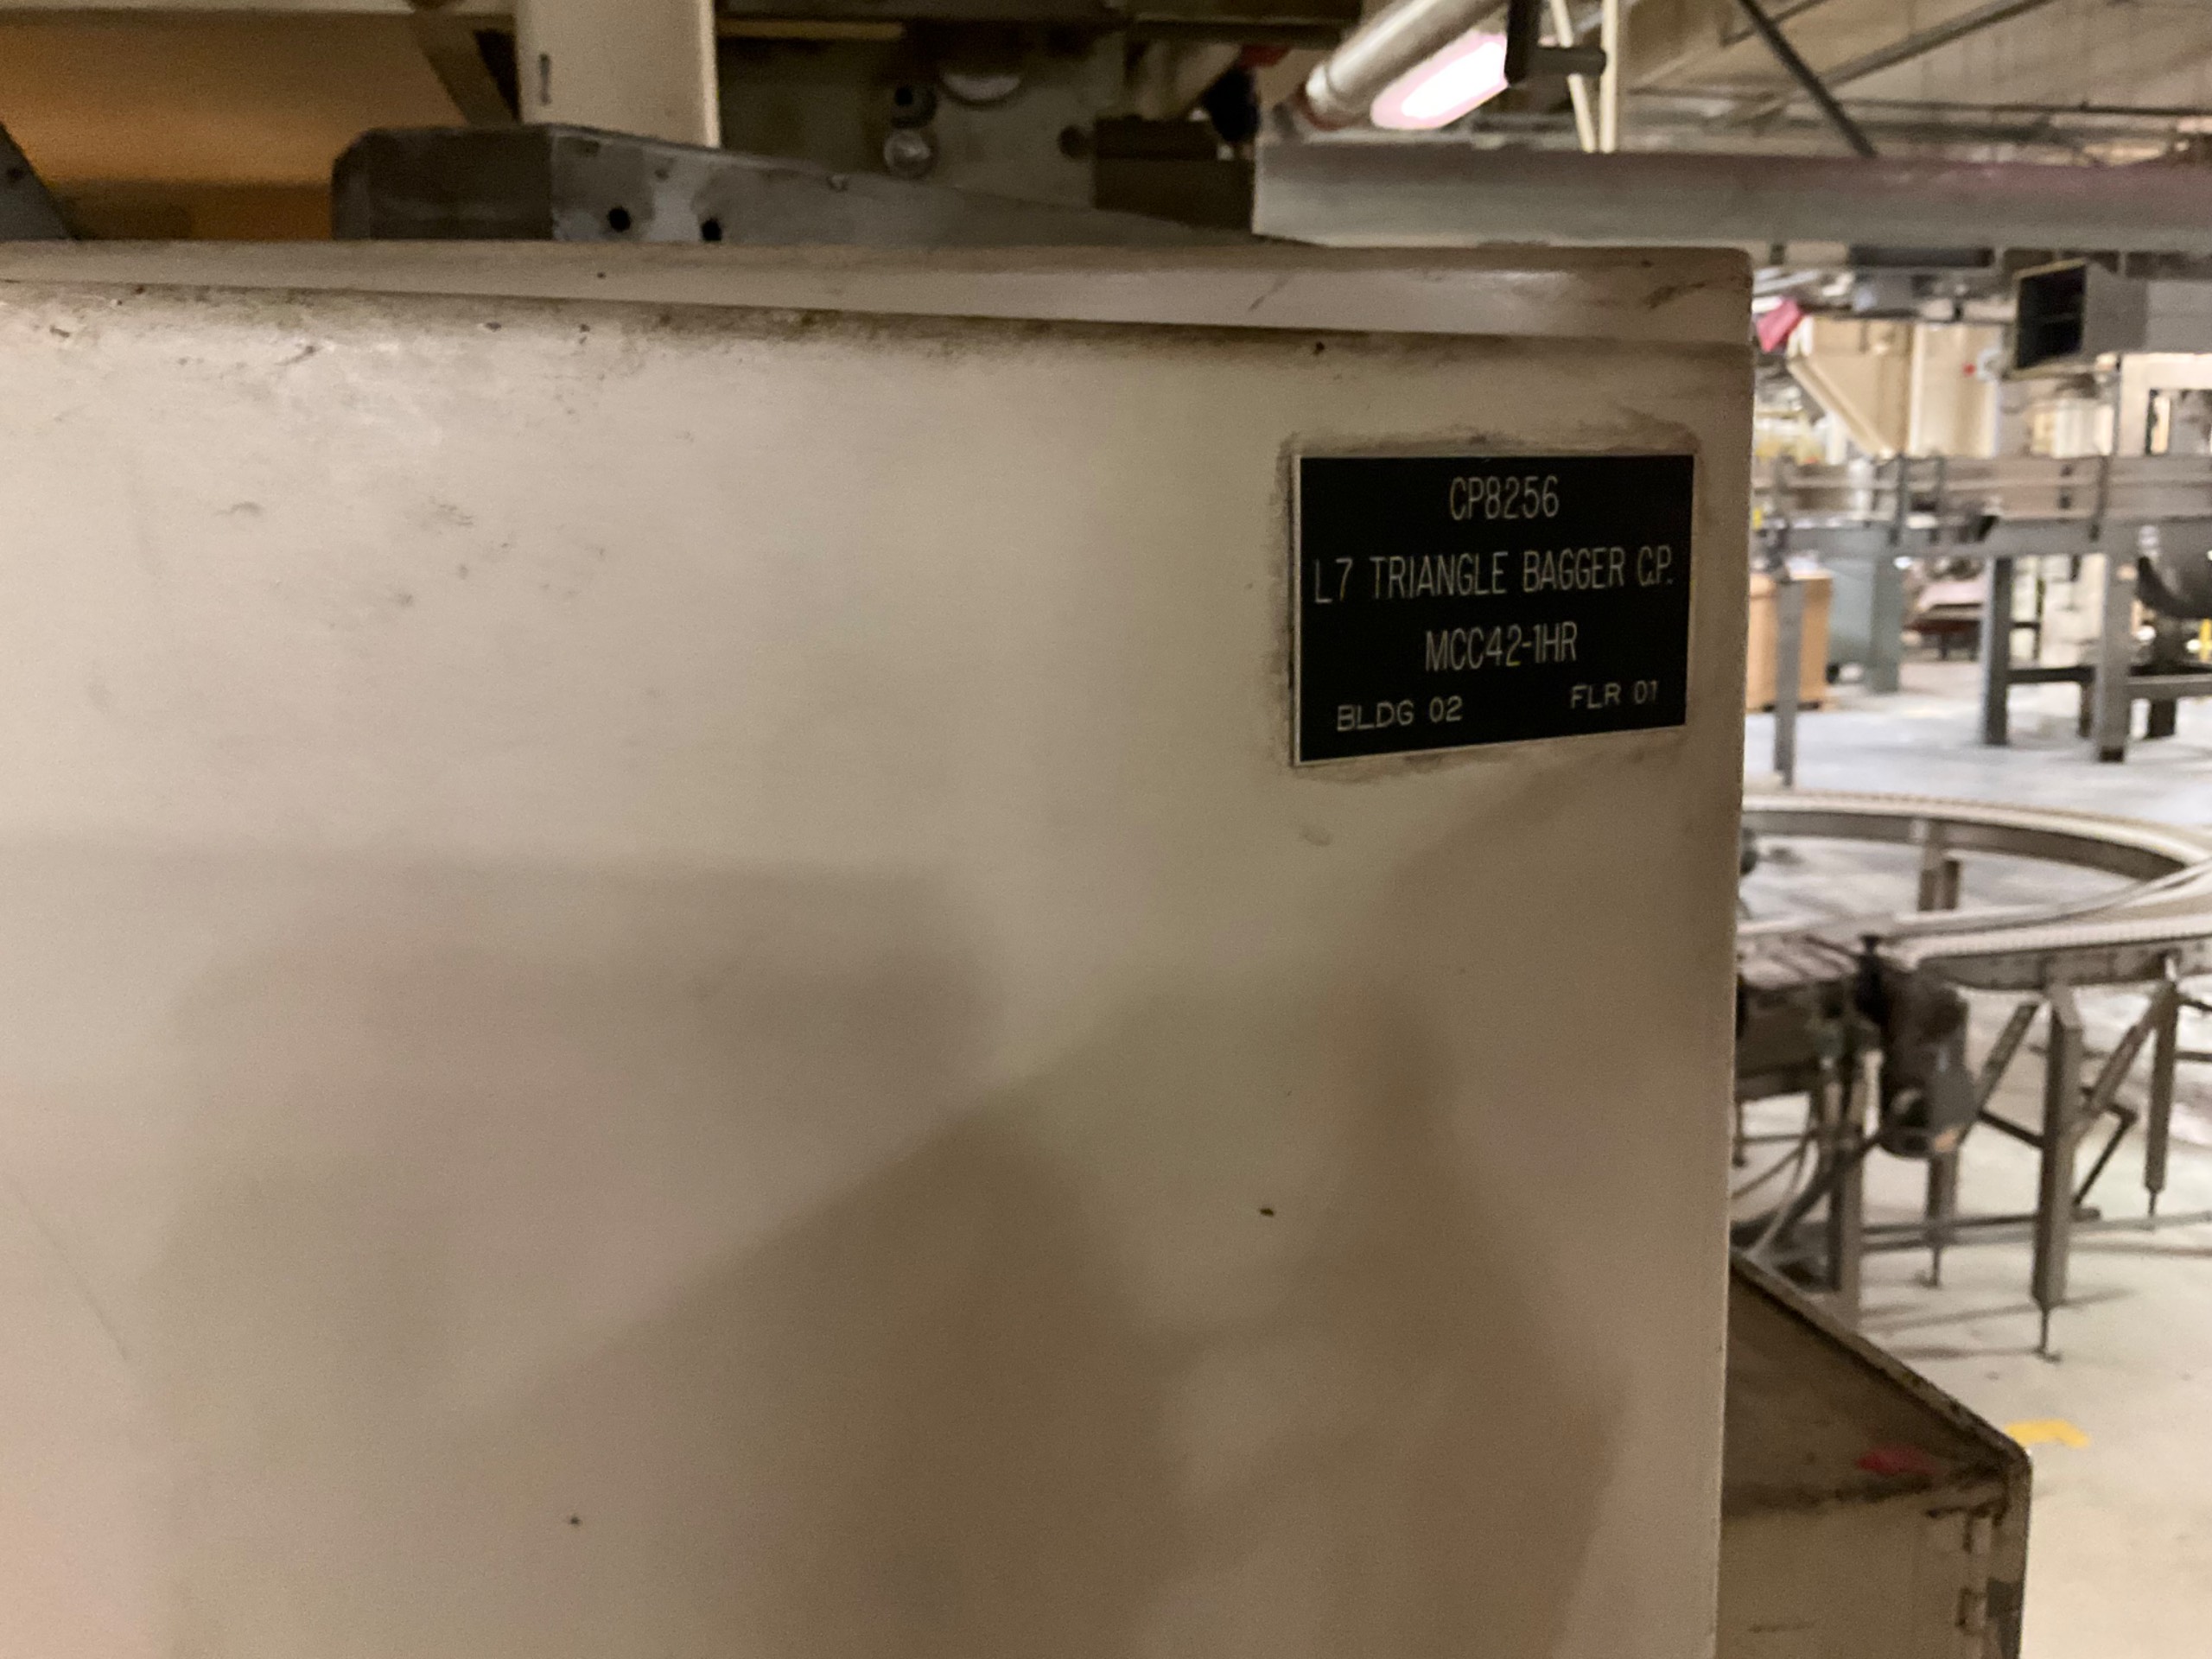 CP8256
L7 TRIANGLE BAGGER C.P.
MCC42-1HR
BLDG 02 FLR 01